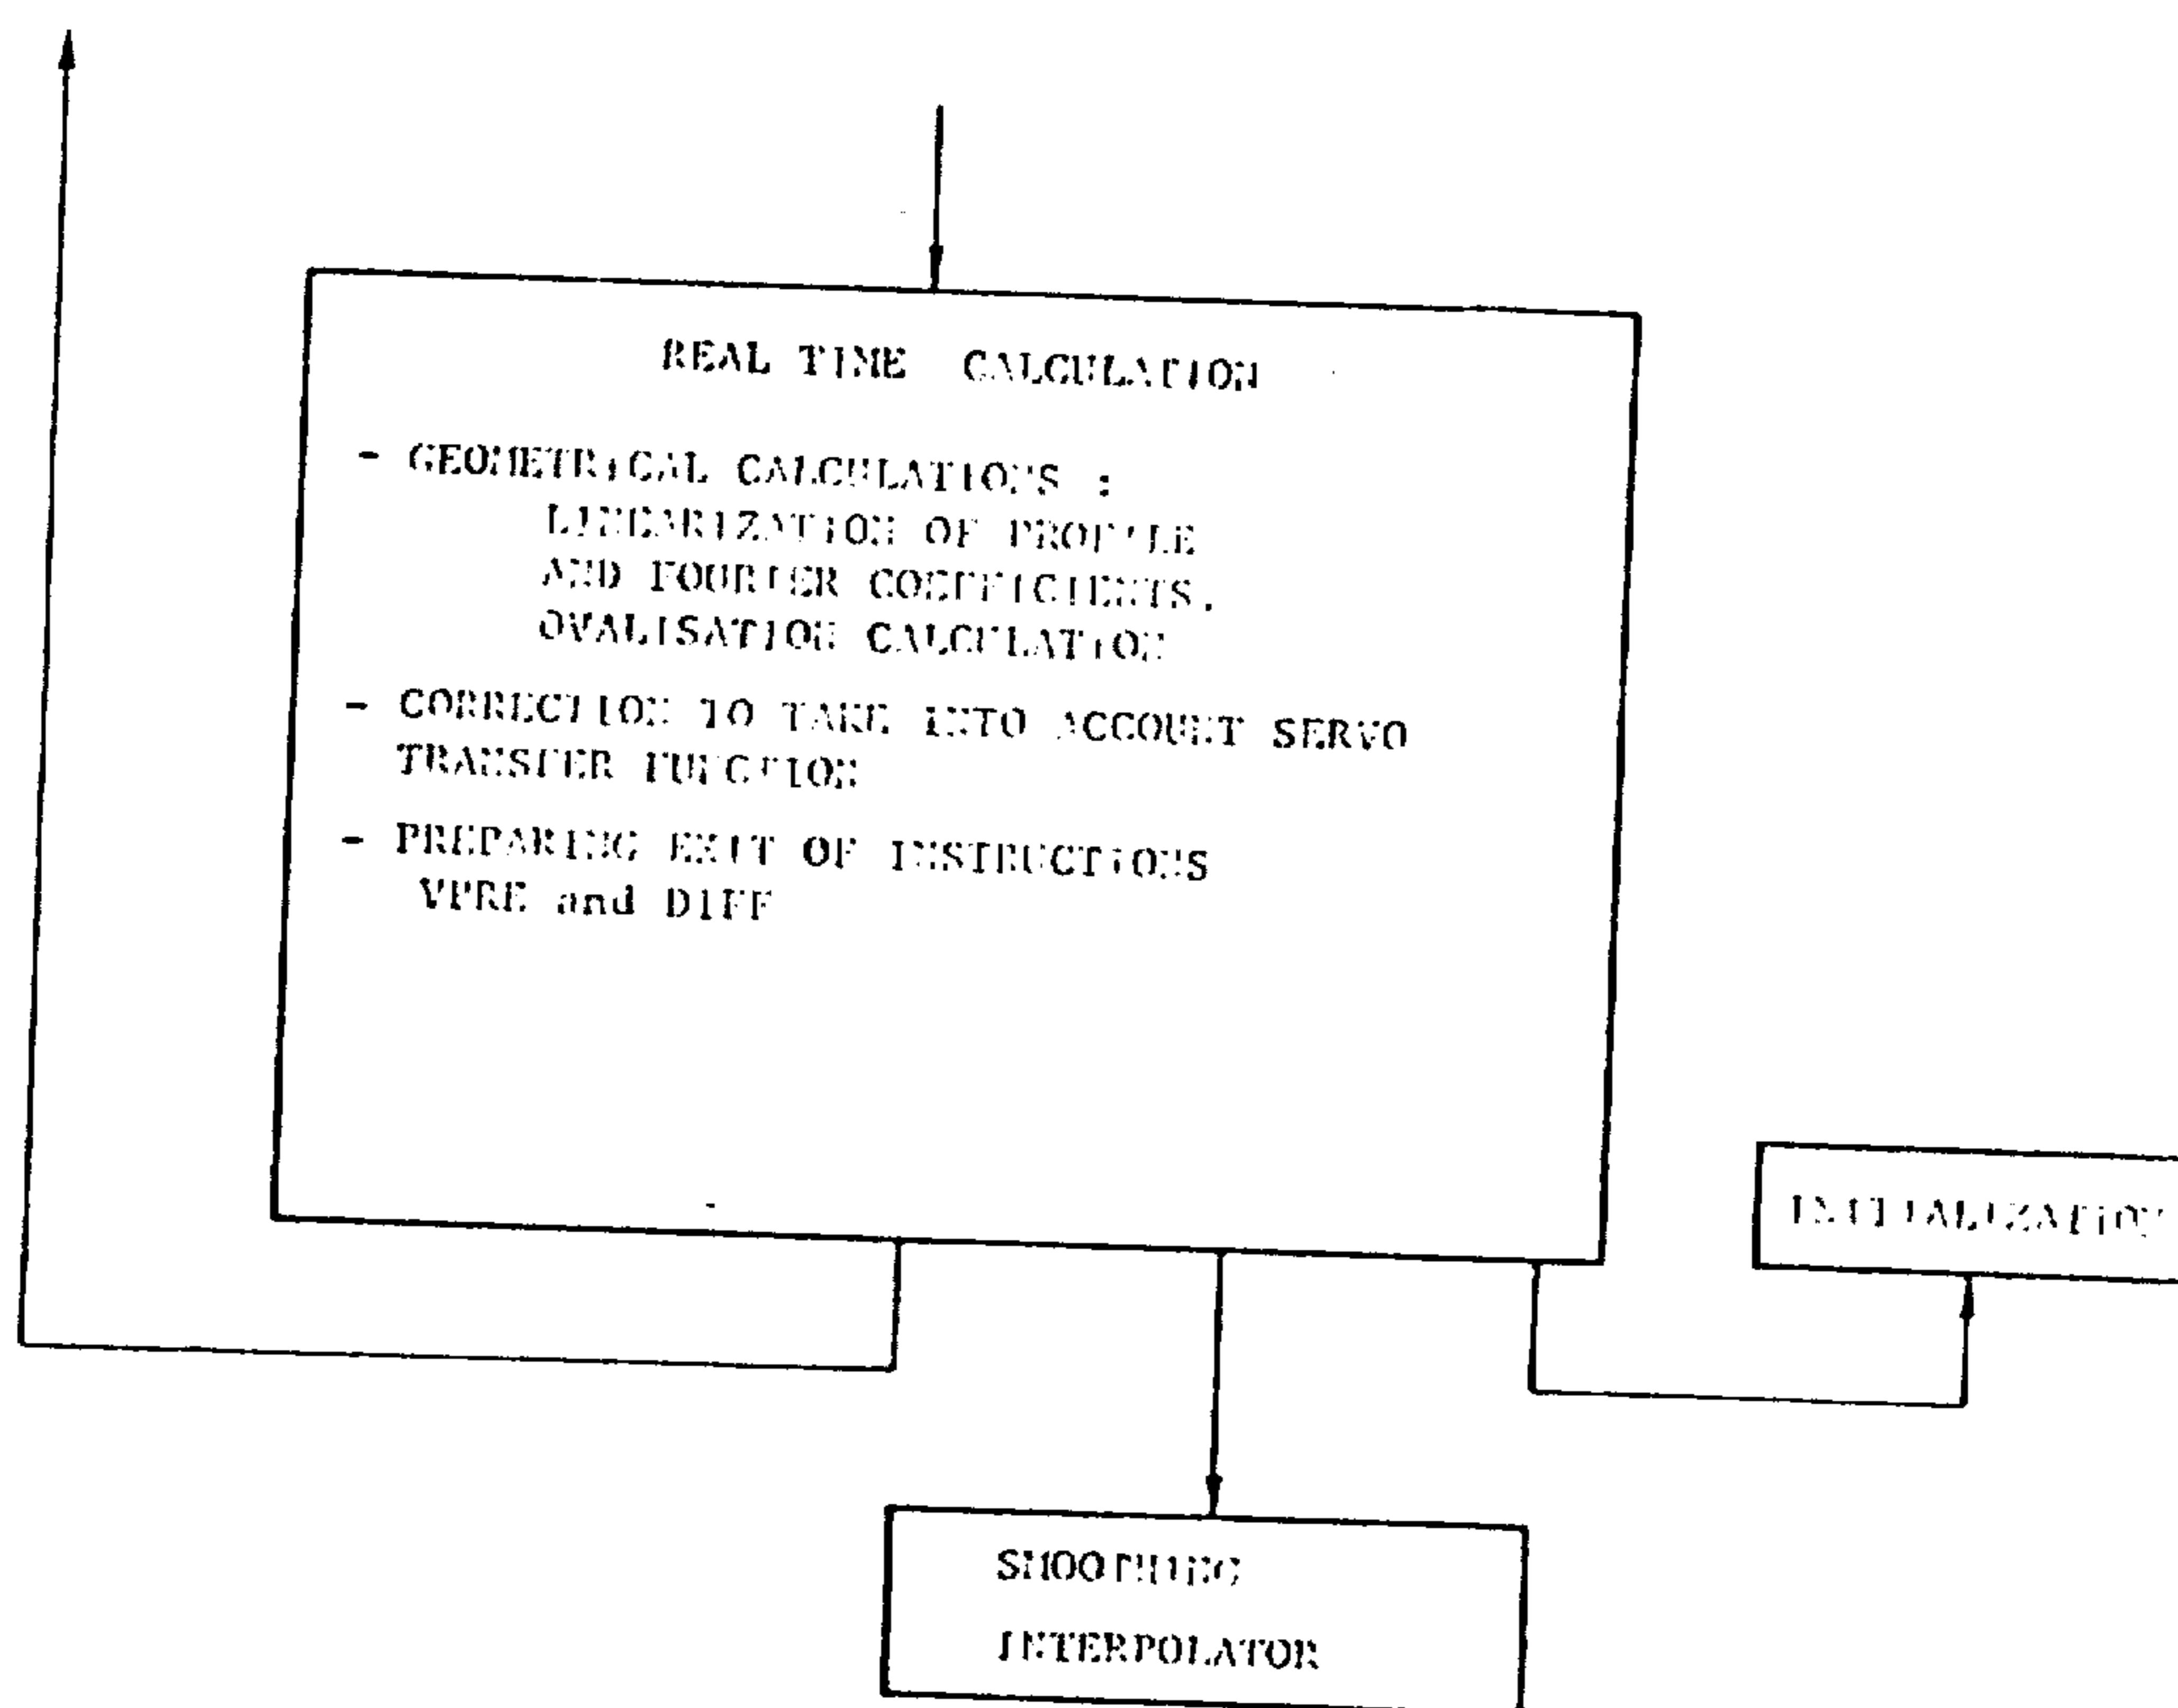 REAL TIME CALCULATION
- GEOMETRICAL CALCULATIONS :
LINEARIZATION OF PROFILE
AND FOURIER COEFFICIENTS.
OVALISATION CALCULATION
- CORRECTION TO TAKE INTO ACCOUNT SERVO
TRANSFER FUNCTION
- PREPARING EXIT OF INSTRUCTIONS
VPRE and DIFF
INITIALIZATION
SMOOTHING
INTERPOLATOR